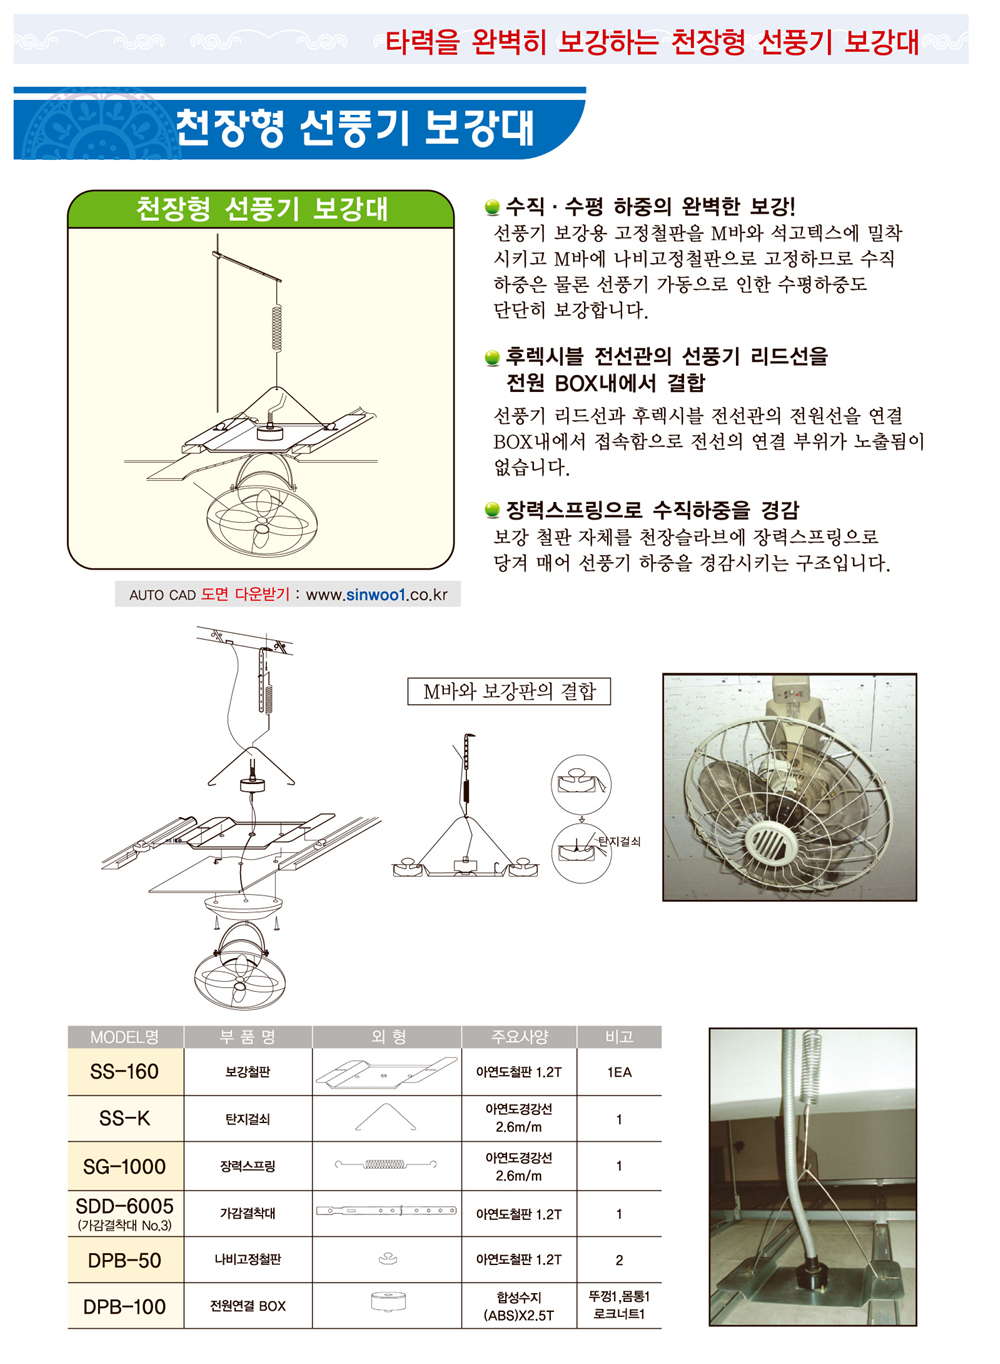 타력을 완벽히 보강하는 천장형 선풍기 보강대
천장형 선풍기 보강대
천장형 선풍기 보강대
수직 · 수평 하중의 완벽한 보강!
선풍기 보강용 고정철판을 M바와 석고텍스에 밀착
시키고 M바에 나비고정철판으로 고정하므로 수직
하중은 물론 선풍기 가동으로 인한 수평하중도
단단히 보강합니다.
후렉시블 전선관의 선풍기 리드선을
전원 BOX내에서 결합
선풍기 리드선과 후렉시블 전선관의 전원선을 연결
BOX내에서 접속함으로 전선의 연결 부위가 노출됨이
없습니다.
장력스프링으로 수직하중을 경감
보강 철판 자체를 천장슬라브에 장력스프링으로
당겨 매어 선풍기 하중을 경감시키는 구조입니다.
AUTO CAD 도면 다운받기 : www.sinwoo1.co.kr
M바와 보강판의 결합
탄지걸쇠
MODEL명 부 품 명 외 형 주요사양 비고
SS-160 보강철판 아연도철판 1.2T 1EA
SS-K 탄지걸쇠 아연도경강선 2.6m/m 1
SG-1000 장력스프링 아연도경강선 2.6m/m 1
SDD-6005 (가감결착대 No.3) 가감결착대 아연도철판 1.2T 1
DPB-50 나비고정철판 아연도철판 1.2T 2
DPB-100 전원연결 BOX 합성수지 (ABS)X2.5T 뚜껑1,몸통1 로크너트1